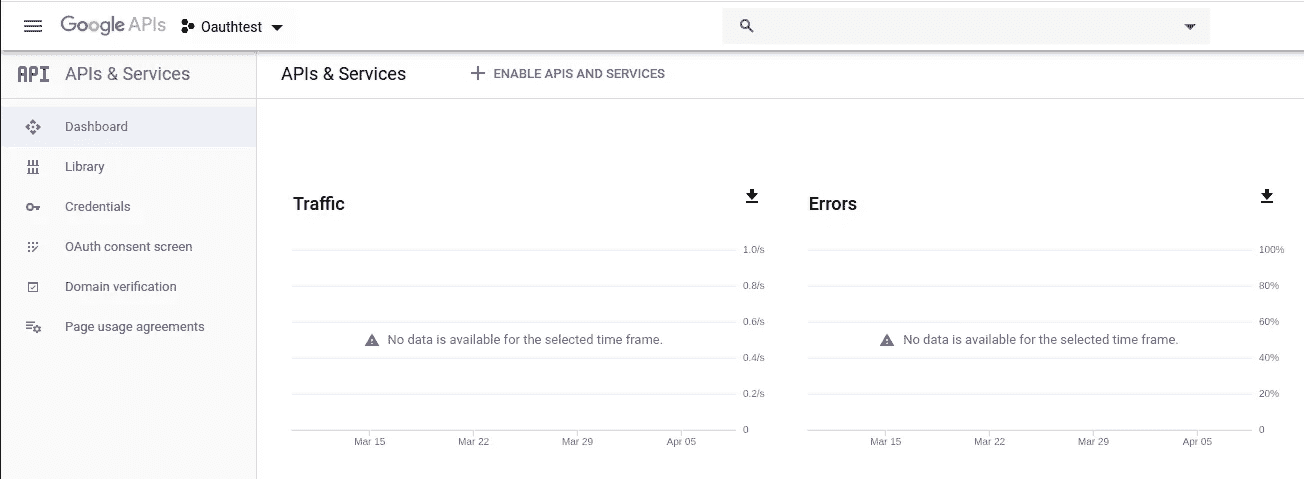 Google APIs Oauthtest
API APIs & Services
Dashboard
Library
Credentials
OAuth consent screen
Domain verification
Page usage agreements
APIs & Services ENABLE APIS AND SERVICES
Traffic
1.0/s
0.8/s
0.6/s
No data is available for the selected time frame.
0.4/s
0.2/s
0
Mar 15 Mar 22 Mar 29 Apr 05
Errors
100%
80%
60%
No data is available for the selected time frame.
40%
20%
0
Mar 15 Mar 22 Mar 29 Apr 05